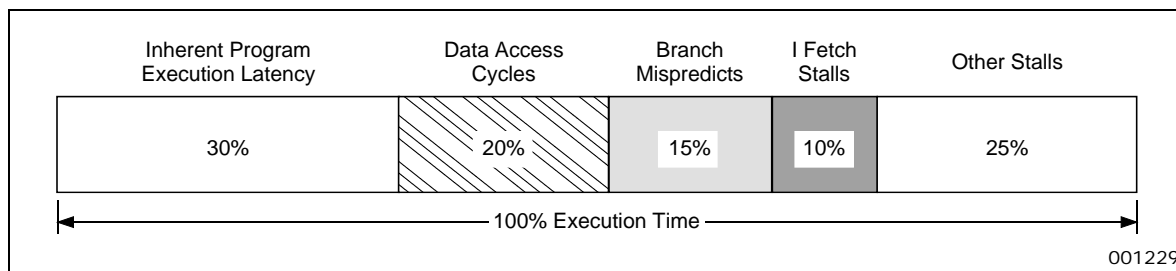 Inherent Program
Execution Latency
Data Access
Cycles
Branch
Mispredicts
I Fetch
Stalls
Other Stalls
30%
20%
15%
10%
25%
100% Execution Time
001229